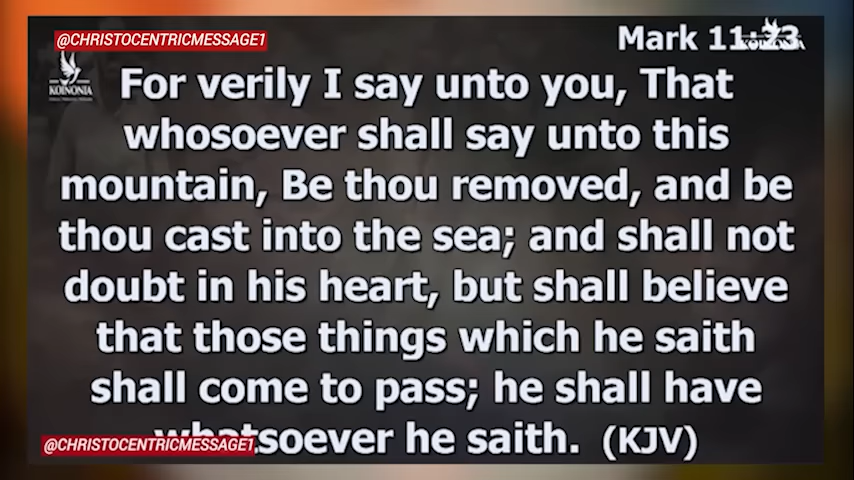 @CHRISTOCENTRICMESSAGE1
Mark 11:23
KOINONIA
KOINONIA
For verily I say unto you, That
whosoever shall say unto this
mountain, Be thou removed, and be
thou cast into the sea; and shall not
doubt in his heart, but shall believe
that those things which he saith
shall come to pass; he shall have
whatsoever he saith. (KJV)
@CHRISTOCENTRICMESSAGE1